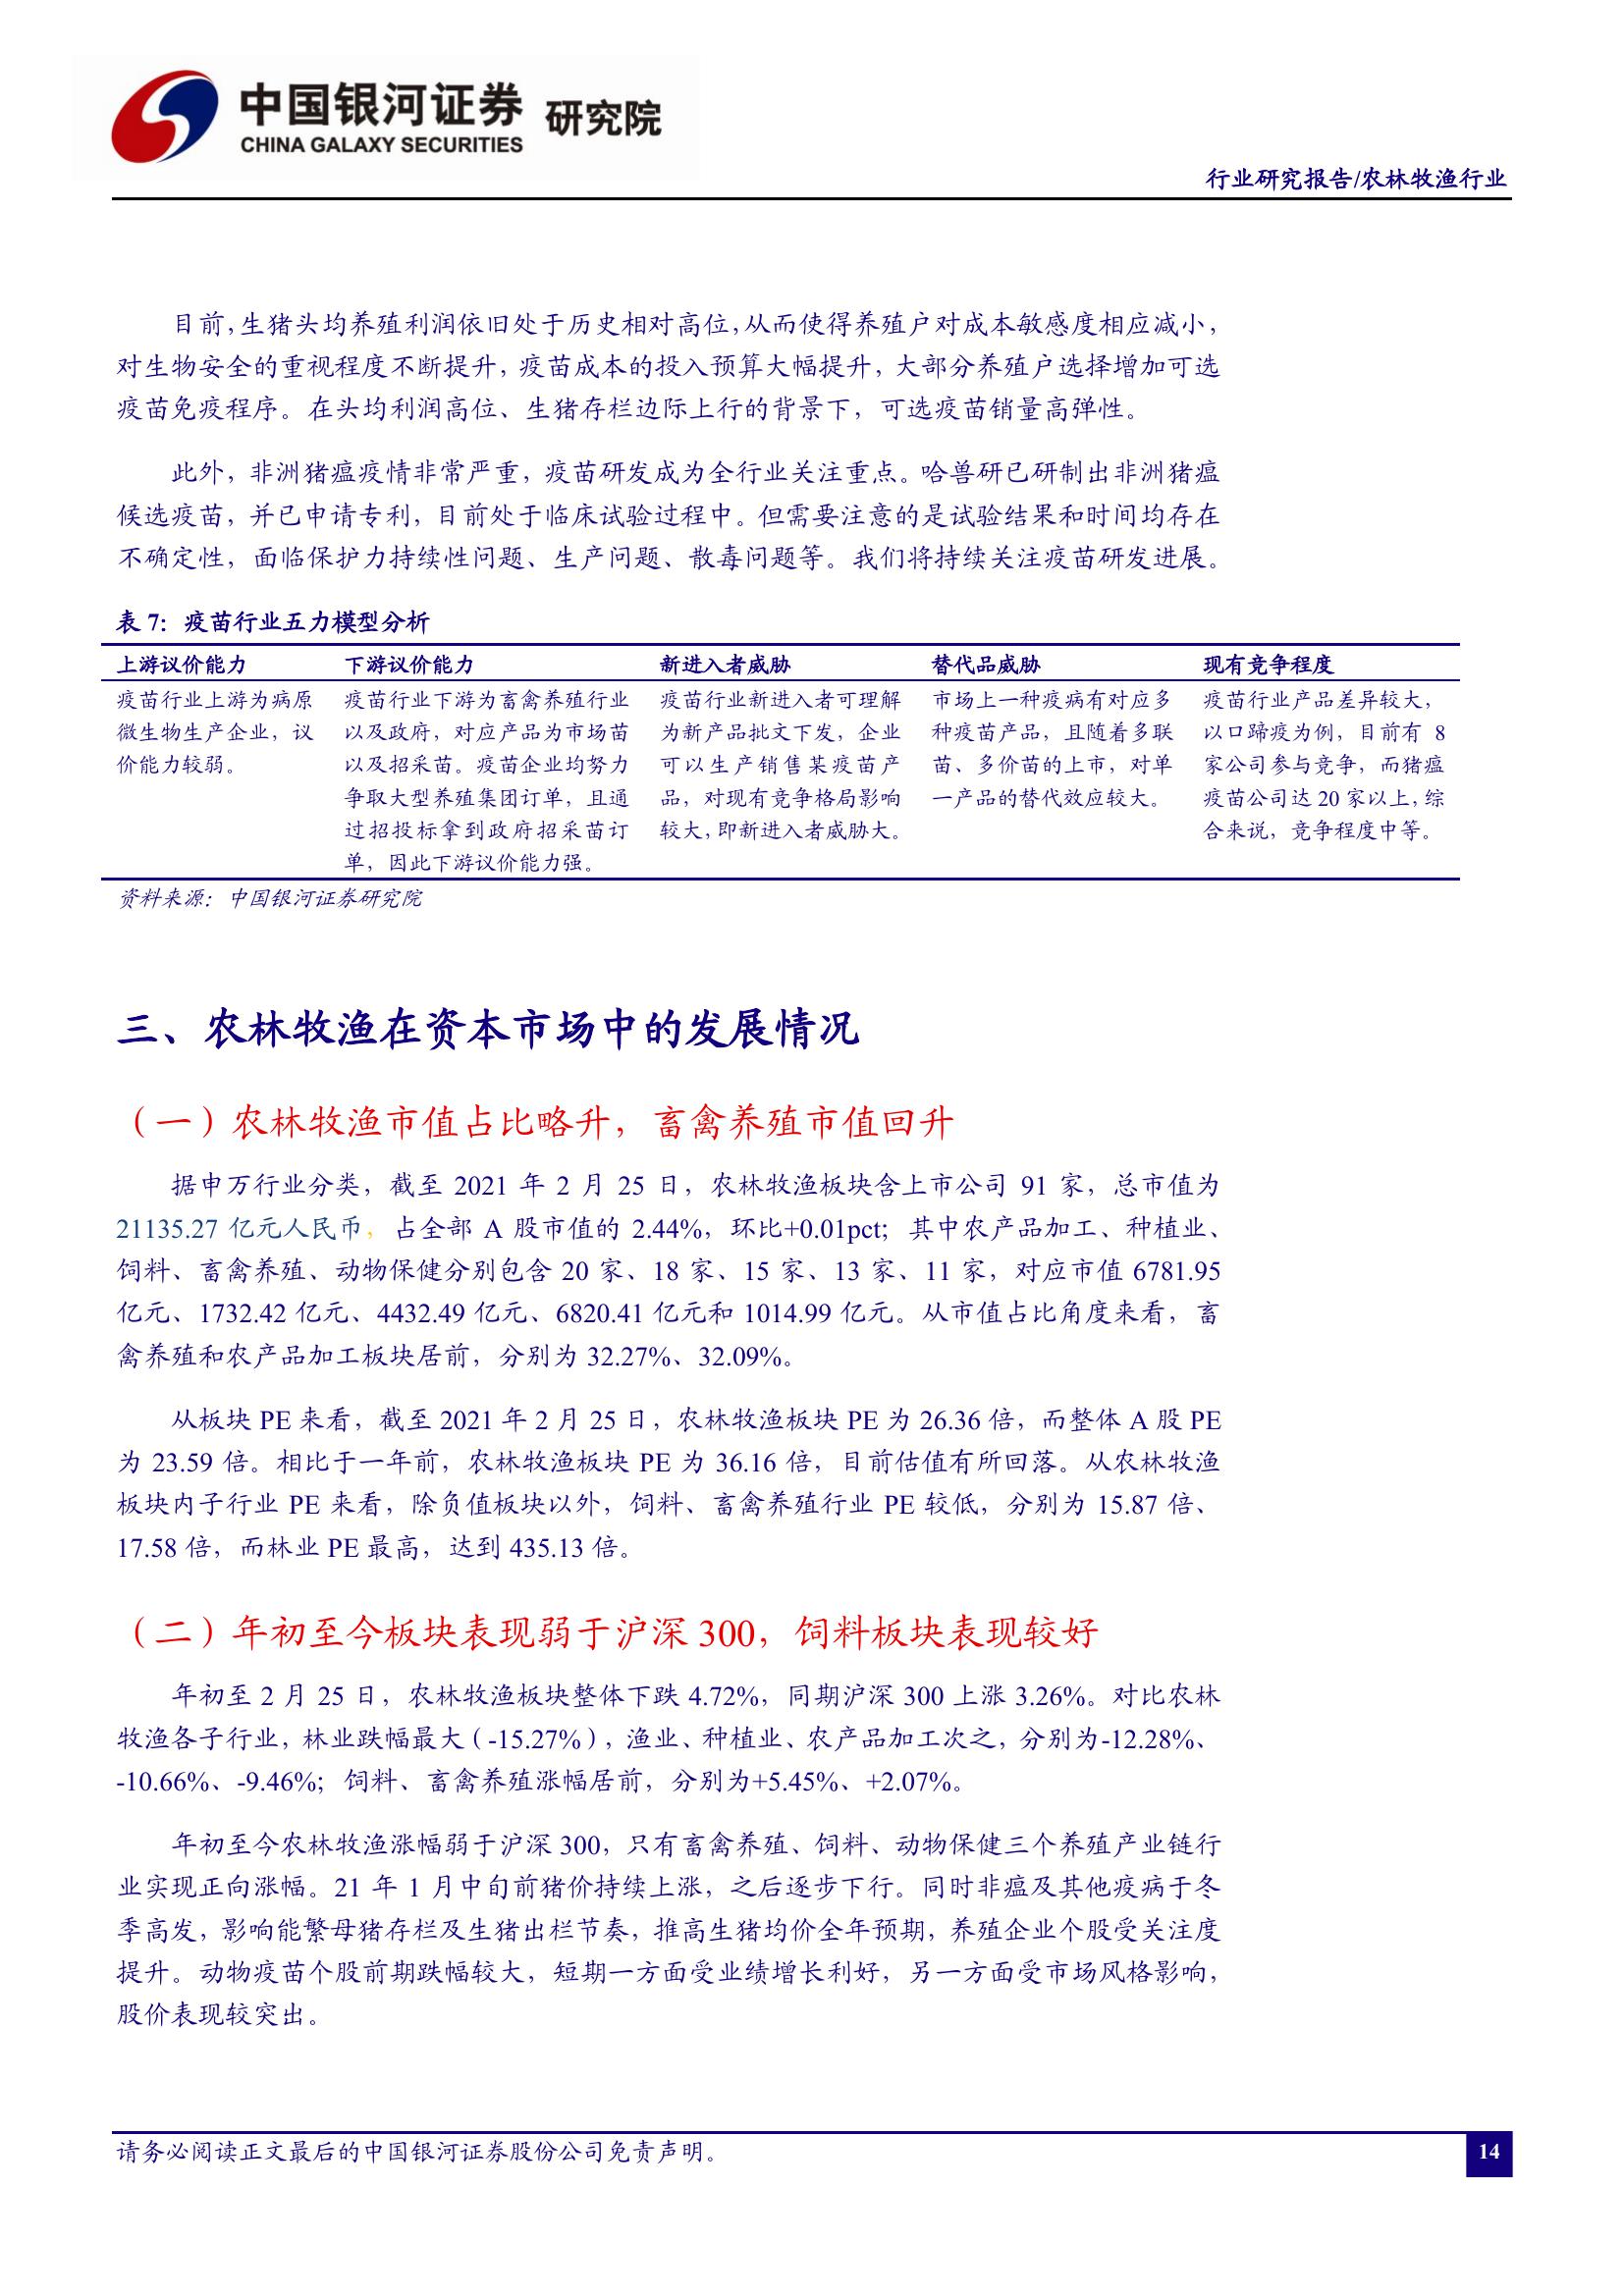 中国银河证券 研究院
CHINA GALAXY SECURITIES
行业研究报告/农林牧渔行业
目前，生猪头均养殖利润依旧处于历史相对高位，从而使得养殖户对成本敏感度相应减小，
对生物安全的重视程度不断提升，疫苗成本的投入预算大幅提升，大部分养殖户选择增加可选
疫苗免疫程序。在头均利润高位、生猪存栏边际上行的背景下，可选疫苗销量高弹性。
此外，非洲猪瘟疫情非常严重，疫苗研发成为全行业关注重点。哈兽研已研制出非洲猪瘟
候选疫苗，并已申请专利，目前处于临床试验过程中。但需要注意的是试验结果和时间均存在
不确定性，面临保护力持续性问题、生产问题、散毒问题等。我们将持续关注疫苗研发进展。
表 7：疫苗行业五力模型分析
上游议价能力 下游议价能力 新进入者威胁 替代品威胁 现有竞争程度
疫苗行业上游为病原
微生物生产企业，议
价能力较弱。
疫苗行业下游为畜禽养殖行业
以及政府，对应产品为市场苗
以及招采苗。疫苗企业均努力
争取大型养殖集团订单，且通
过招投标拿到政府招采苗订
单，因此下游议价能力强。
疫苗行业新进入者可理解
为新产品批文下发，企业
可以生产销售某疫苗产
品，对现有竞争格局影响
较大，即新进入者威胁大。
市场上一种疫病有对应多
种疫苗产品，且随着多联
苗、多价苗的上市，对单
一产品的替代效应较大。
疫苗行业产品差异较大，
以口蹄疫为例，目前有 8
家公司参与竞争，而猪瘟
疫苗公司达 20 家以上，综
合来说，竞争程度中等。
资料来源：中国银河证券研究院
三、农林牧渔在资本市场中的发展情况
（一）农林牧渔市值占比略升，畜禽养殖市值回升
据申万行业分类，截至 2021 年 2 月 25 日，农林牧渔板块含上市公司 91 家，总市值为
21135.27 亿元人民币，占全部 A 股市值的 2.44%，环比+0.01pct；其中农产品加工、种植业、
饲料、畜禽养殖、动物保健分别包含 20 家、18 家、15 家、13 家、11 家，对应市值 6781.95
亿元、1732.42 亿元、4432.49 亿元、6820.41 亿元和 1014.99 亿元。从市值占比角度来看，畜
禽养殖和农产品加工板块居前，分别为 32.27%、32.09%。
从板块 PE 来看，截至 2021 年 2 月 25 日，农林牧渔板块 PE 为 26.36 倍，而整体 A 股 PE
为 23.59 倍。相比于一年前，农林牧渔板块 PE 为 36.16 倍，目前估值有所回落。从农林牧渔
板块内子行业 PE 来看，除负值板块以外，饲料、畜禽养殖行业 PE 较低，分别为 15.87 倍、
17.58 倍，而林业 PE 最高，达到 435.13 倍。
（二）年初至今板块表现弱于沪深 300，饲料板块表现较好
年初至 2 月 25 日，农林牧渔板块整体下跌 4.72%，同期沪深 300 上涨 3.26%。对比农林
牧渔各子行业，林业跌幅最大（-15.27%），渔业、种植业、农产品加工次之，分别为-12.28%、
-10.66%、-9.46%；饲料、畜禽养殖涨幅居前，分别为+5.45%、+2.07%。
年初至今农林牧渔涨幅弱于沪深 300，只有畜禽养殖、饲料、动物保健三个养殖产业链行
业实现正向涨幅。21 年 1 月中旬前猪价持续上涨，之后逐步下行。同时非瘟及其他疫病于冬
季高发，影响能繁母猪存栏及生猪出栏节奏，推高生猪均价全年预期，养殖企业个股受关注度
提升。动物疫苗个股前期跌幅较大，短期一方面受业绩增长利好，另一方面受市场风格影响，
股价表现较突出。
请务必阅读正文最后的中国银河证券股份公司免责声明。
14